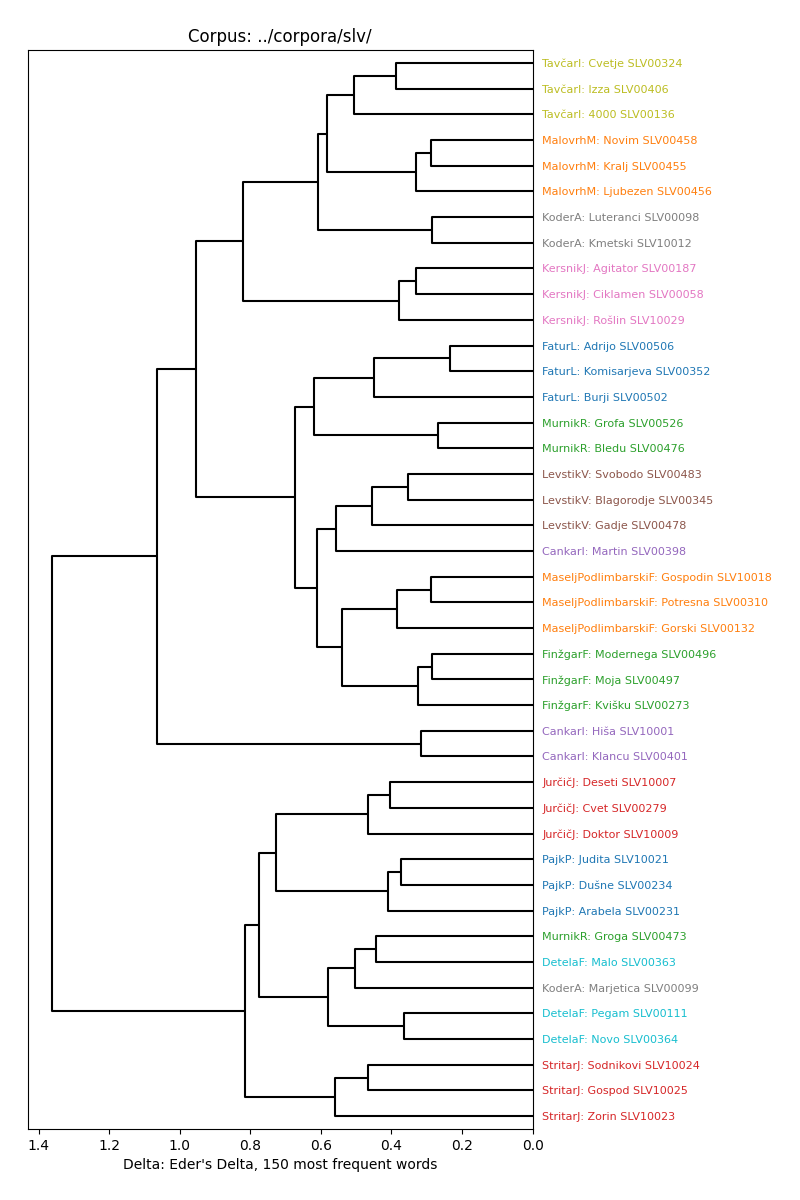 Corpus: ../corpora/slv/
TavčarI: Cvetje SLV00324
TavčarI: Izza SLV00406
TavčarI: 4000 SLV00136
MalovrhM: Novim SLV00458
MalovrhM: Kralj SLV00455
MalovrhM: Ljubezen SLV00456
KoderA: Luteranci SLV00098
KoderA: Kmetski SLV10012
KersnikJ: Agitator SLV00187
KersnikJ: Ciklamen SLV00058
KersnikJ: Rošlin SLV10029
FaturL: Adrijo SLV00506
FaturL: Komisarjeva SLV00352
FaturL: Burji SLV00502
MurnikR: Grofa SLV00526
MurnikR: Bledu SLV00476
LevstikV: Svobodo SLV00483
LevstikV: Blagorodje SLV00345
LevstikV: Gadje SLV00478
CankarI: Martin SLV00398
MaseljPodlimbarskiF: Gospodin SLV10018
MaseljPodlimbarskiF: Potresna SLV00310
MaseljPodlimbarskiF: Gorski SLV00132
FinžgarF: Modernega SLV00496
FinžgarF: Moja SLV00497
FinžgarF: Kvišku SLV00273
CankarI: Hiša SLV10001
CankarI: Klancu SLV00401
JurčičJ: Deseti SLV10007
JurčičJ: Cvet SLV00279
JurčičJ: Doktor SLV10009
PajkP: Judita SLV10021
PajkP: Dušne SLV00234
PajkP: Arabela SLV00231
MurnikR: Groga SLV00473
DetelaF: Malo SLV00363
KoderA: Marjetica SLV00099
DetelaF: Pegam SLV00111
DetelaF: Novo SLV00364
StritarJ: Sodnikovi SLV10024
StritarJ: Gospod SLV10025
StritarJ: Zorin SLV10023
1.4 1.2 1.0 0.8 0.6 0.4 0.2 0.0
Delta: Eder's Delta, 150 most frequent words